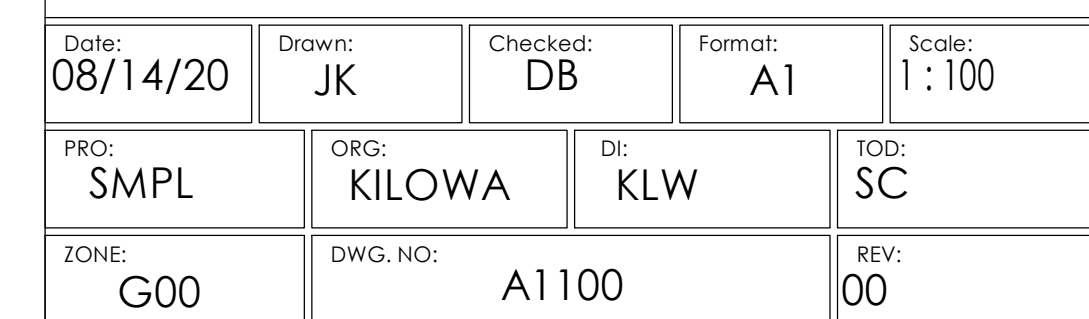 Date: Drawn: Checked: Format: Scale:
08/14/20 JK DB A1 1:100
PRO: ORG: DI: TOD:
SMPL KILOWA KLW SC
ZONE: DWG. NO: REV:
G00 A1100 00